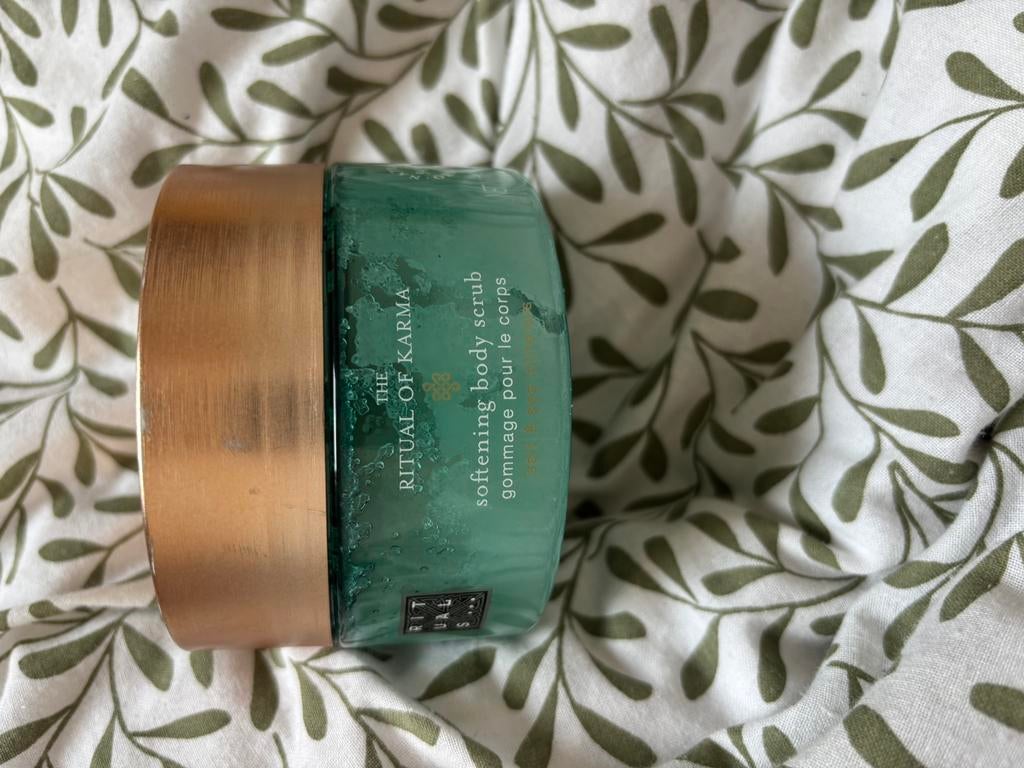 THE
RITUAL OF KARMA
softening body scrub
gommage pour le corps
RIT
UAL
S...